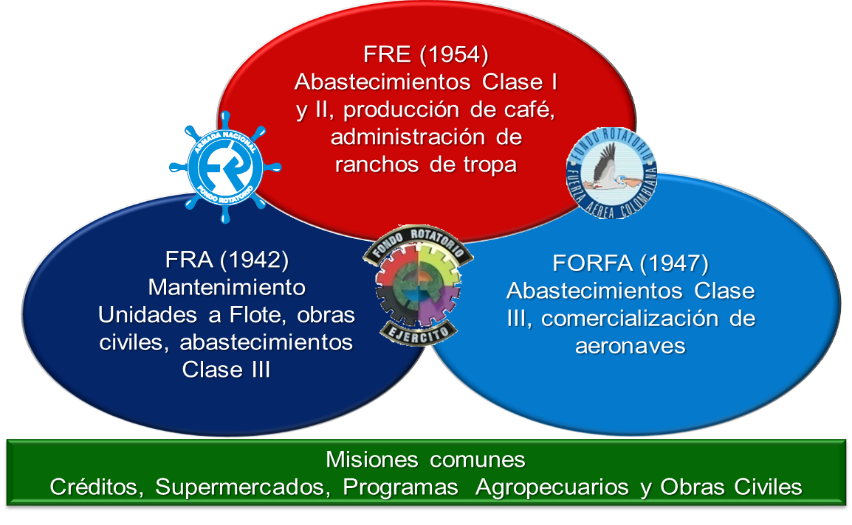 FRE (1954)
Abastecimientos Clase I
y II, producción de café,
administración de
ranchos de tropa
ARMADA NACIONAL
FONDO ROTATORIO
FONDO ROTATORIO
FUERZA AEREA COLOMBIANA
FRA (1942)
Mantenimiento
Unidades a Flote, obras
civiles, abastecimientos
Clase III
FONDO ROTATORIO
EJERCITO
FORFA (1947)
Abastecimientos Clase
III, comercialización de
aeronaves
Misiones comunes
Créditos, Supermercados, Programas Agropecuarios y Obras Civiles